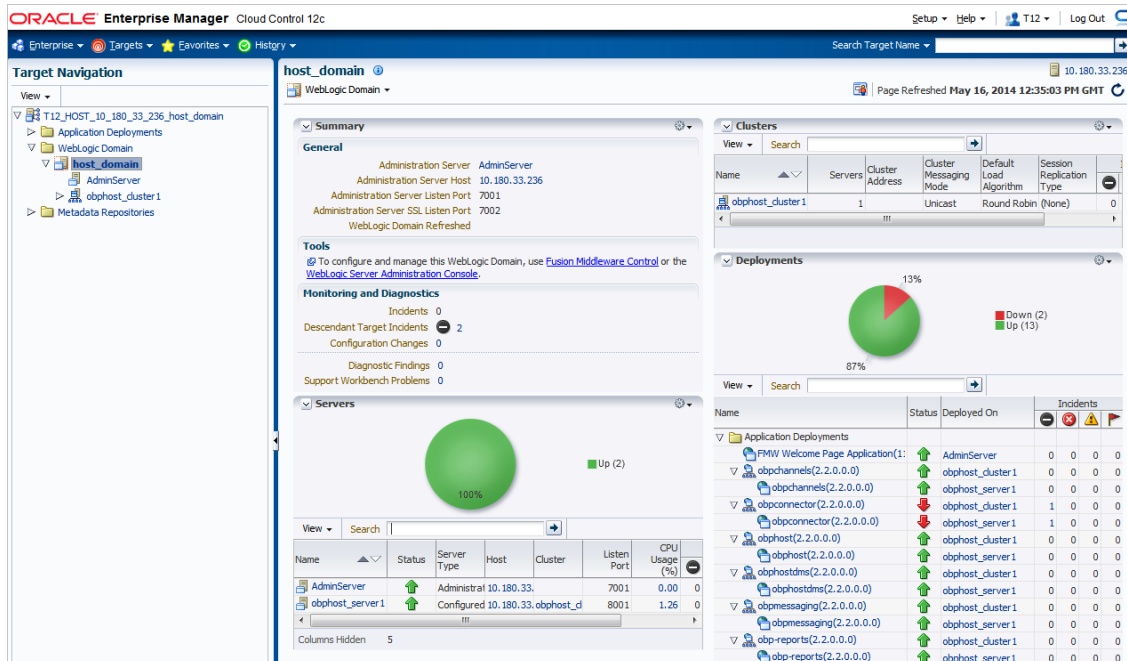 ORACLE Enterprise Manager Cloud Control 12c
Setup Help T12 Log Out
Enterprise Targets Favorites History Search Target Name
Target Navigation
View
T12_HOST_10_180_33_236_host_domain
Application Deployments
WebLogic Domain
host_domain
AdminServer
obphost_cluster1
Metadata Repositories
host_domain
10.180.33.236
WebLogic Domain
Page Refreshed May 16, 2014 12:35:03 PM GMT
Summary
General
Administration Server AdminServer
Administration Server Host 10.180.33.236
Administration Server Listen Port 7001
Administration Server SSL Listen Port 7002
WebLogic Domain Refreshed
Tools
To configure and manage this WebLogic Domain, use Fusion Middleware Control or the
WebLogic Server Administration Console.
Monitoring and Diagnostics
Incidents 0
Descendant Target Incidents 2
Configuration Changes 0
Diagnostic Findings 0
Support Workbench Problems 0
Servers
100%
Up (2)
View Search
Name Status Server Type Host Cluster Listen Port CPU Usage (%)
AdminServer Administrat 10.180.33. 7001 0.00 0
obphost_server1 Configured 10.180.33. obphost_cl 8001 1.26 0
Columns Hidden 5
Clusters
View Search
Name Servers Cluster Address Cluster Messaging Mode Default Load Algorithm Session Replication Type
obphost_cluster1 1 Unicast Round Robin (None) 0
Deployments
13%
87%
Down (2)
Up (13)
View Search
Name Status Deployed On Incidents
Application Deployments
FMW Welcome Page Application(11 AdminServer 0 0 0 0
obpchannels(2.2.0.0.0) obphost_cluster1 0 0 0 0
obpchannels(2.2.0.0.0) obphost_server1 0 0 0 0
obpconnector(2.2.0.0.0) obphost_cluster1 1 0 0 0
obpconnector(2.2.0.0.0) obphost_server1 1 0 0 0
obphost(2.2.0.0.0) obphost_cluster1 0 0 0 0
obphost(2.2.0.0.0) obphost_server1 0 0 0 0
obphostdms(2.2.0.0.0) obphost_cluster1 0 0 0 0
obphostdms(2.2.0.0.0) obphost_server1 0 0 0 0
obpmessaging(2.2.0.0.0) obphost_cluster1 0 0 0 0
obpmessaging(2.2.0.0.0) obphost_server1 0 0 0 0
obp-reports(2.2.0.0.0) obphost_cluster1 0 0 0 0
obp-reports(2.2.0.0.0) obphost_server1 0 0 0 0